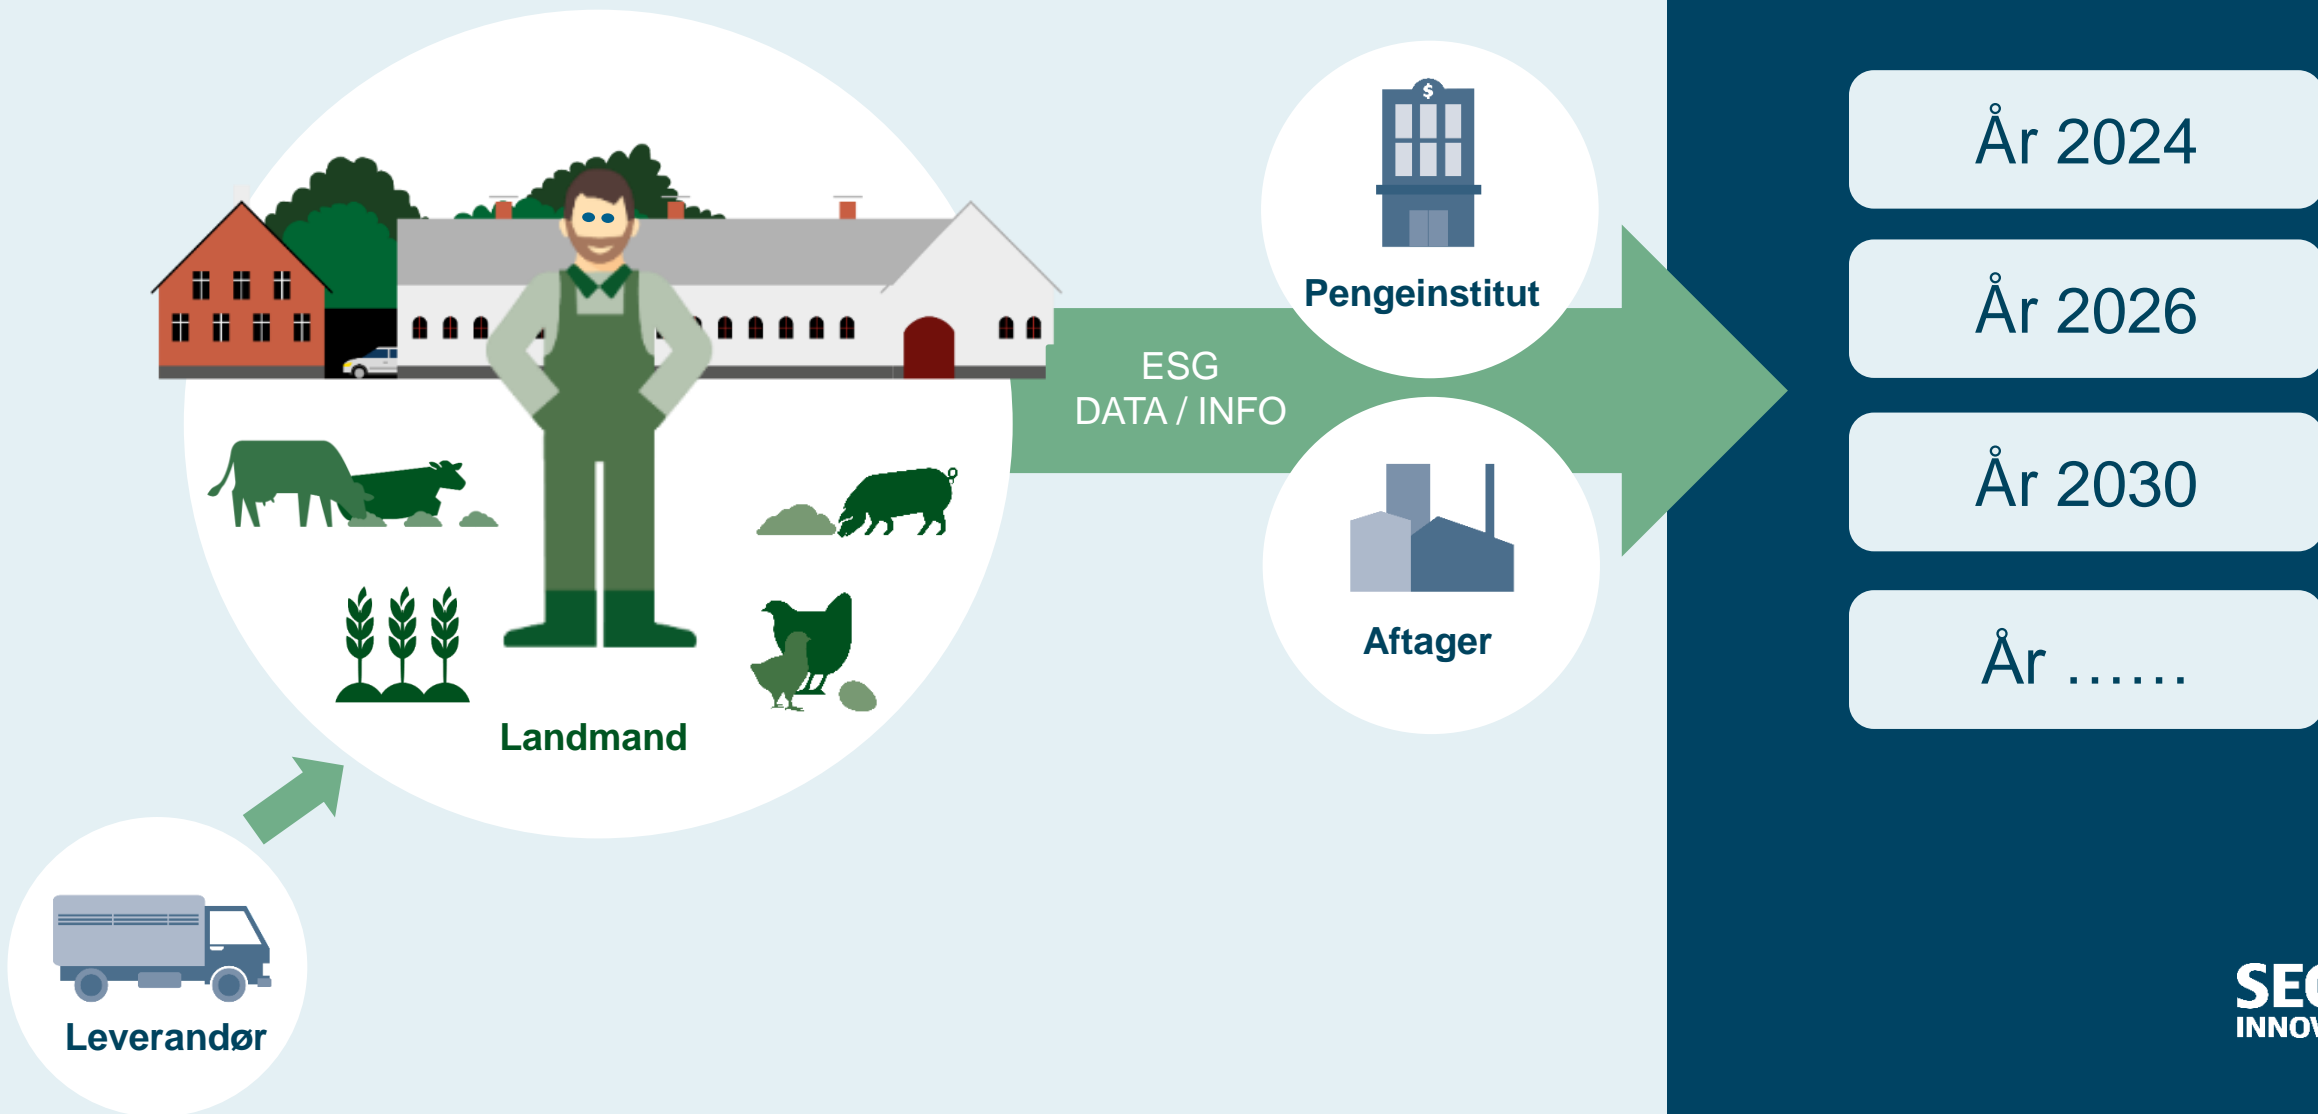 $
Pengeinstitut
ESG
DATA / INFO
Aftager
Landmand
Leverandør
År 2024
År 2026
År 2030
År ......